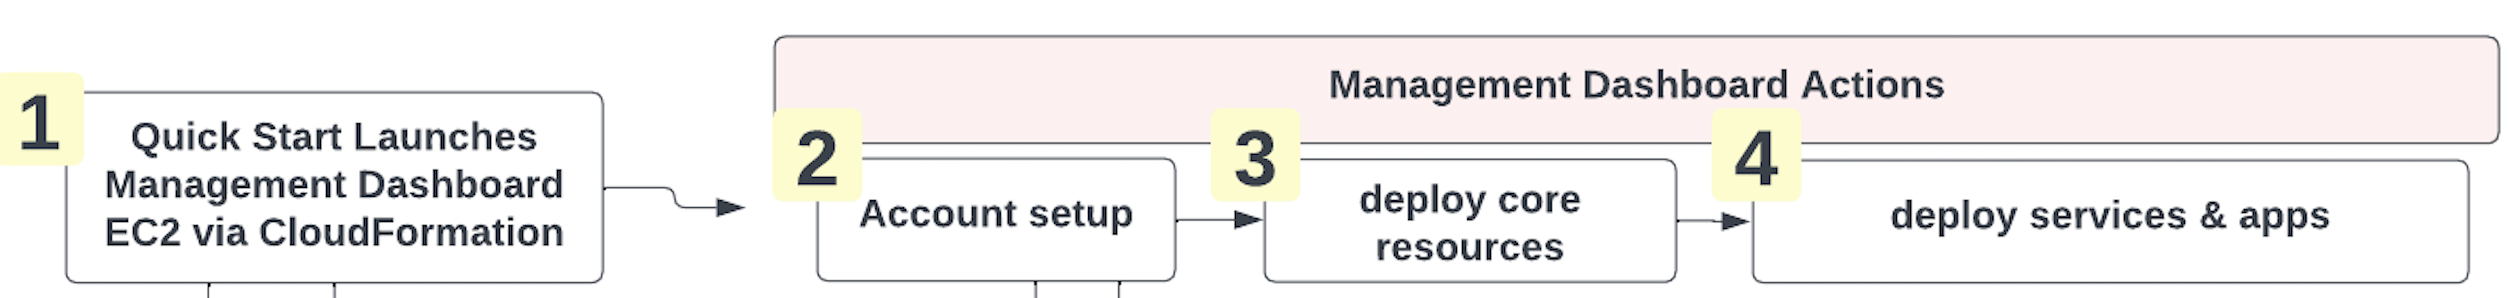 1
Quick Start Launches
Management Dashboard
EC2 via CloudFormation
Management Dashboard Actions
2
Account setup
3
deploy core
resources
4
deploy services & apps